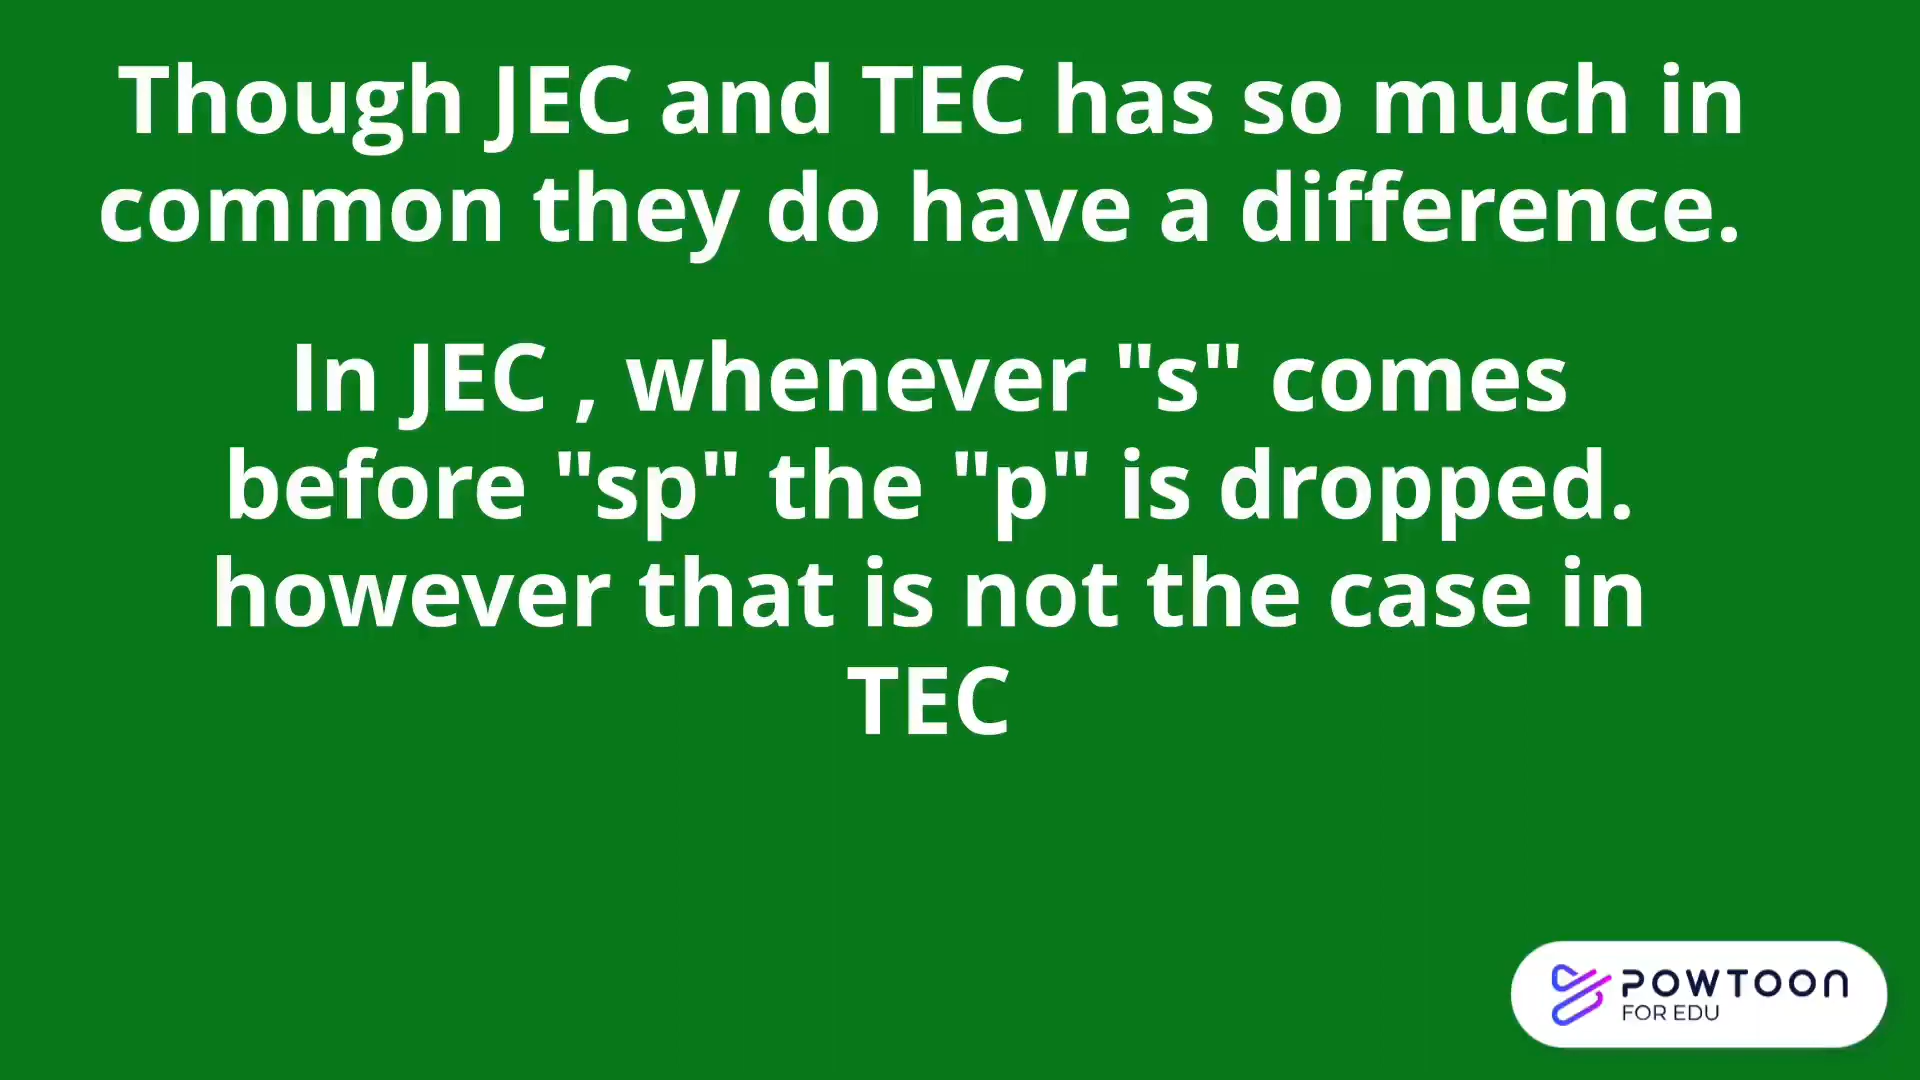 Though JEC and TEC has so much in
common they do have a difference.
In JEC , whenever "s" comes
before "sp" the "p" is dropped.
however that is not the case in
TEC
POWTOON
FOR EDU